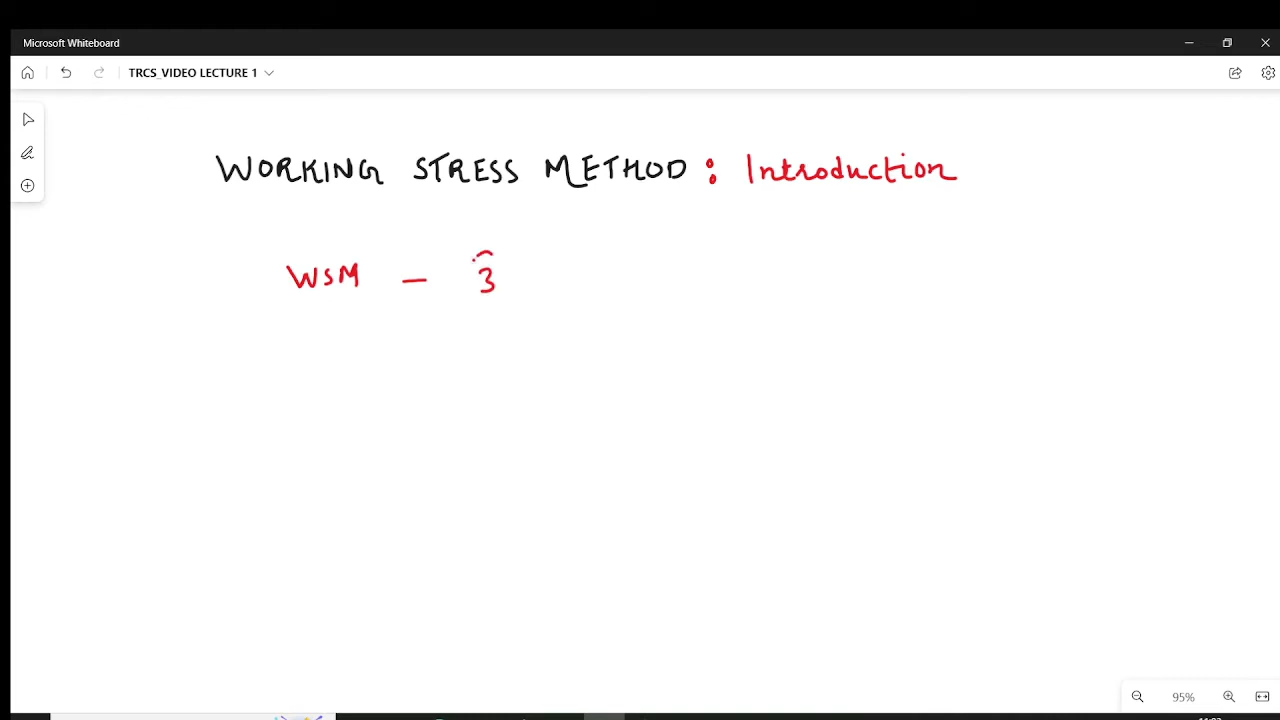 Microsoft Whiteboard
TRCS_VIDEO LECTURE 1
WORKING STRESS METHOD : Introduction
WSM - 3
95%